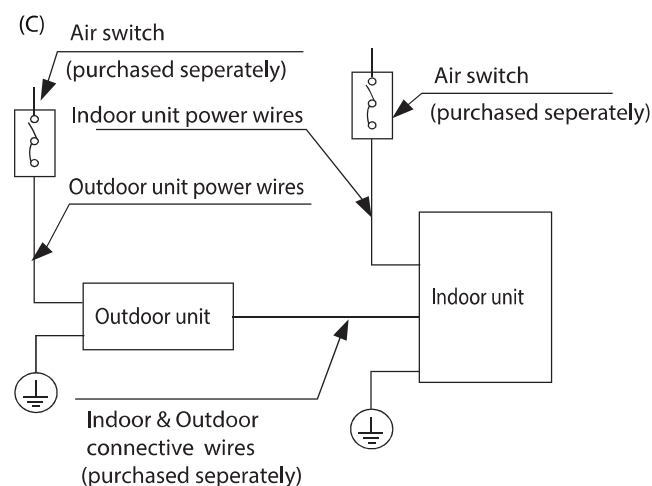 (C)
Air switch
(purchased seperately)
Air switch
(purchased seperately)
Indoor unit power wires
Outdoor unit power wires
Outdoor unit
Indoor unit
Indoor & Outdoor
connective wires
(purchased seperately)